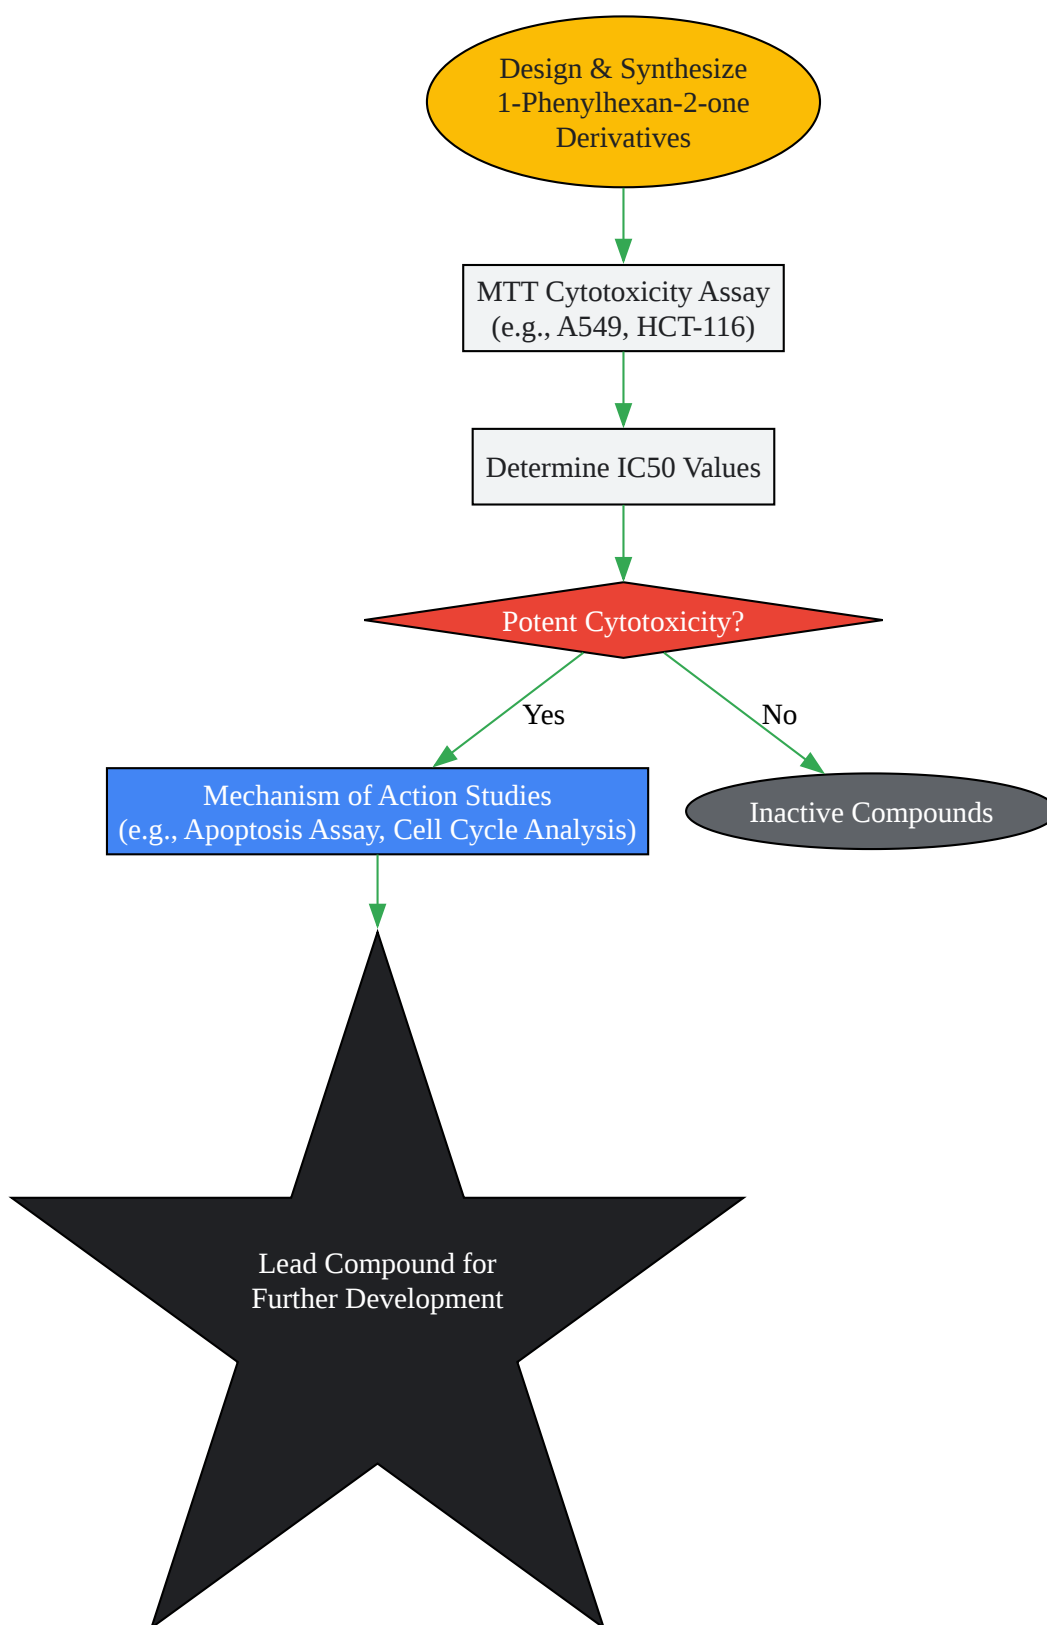 Design & Synthesize
1-Phenylhexan-2-one
Derivatives
MTT Cytotoxicity Assay
(e.g., A549, HCT-116)
Determine IC50 Values
Potent Cytotoxicity?
Yes
No
Mechanism of Action Studies
(e.g., Apoptosis Assay, Cell Cycle Analysis)
Inactive Compounds
Lead Compound for
Further Development